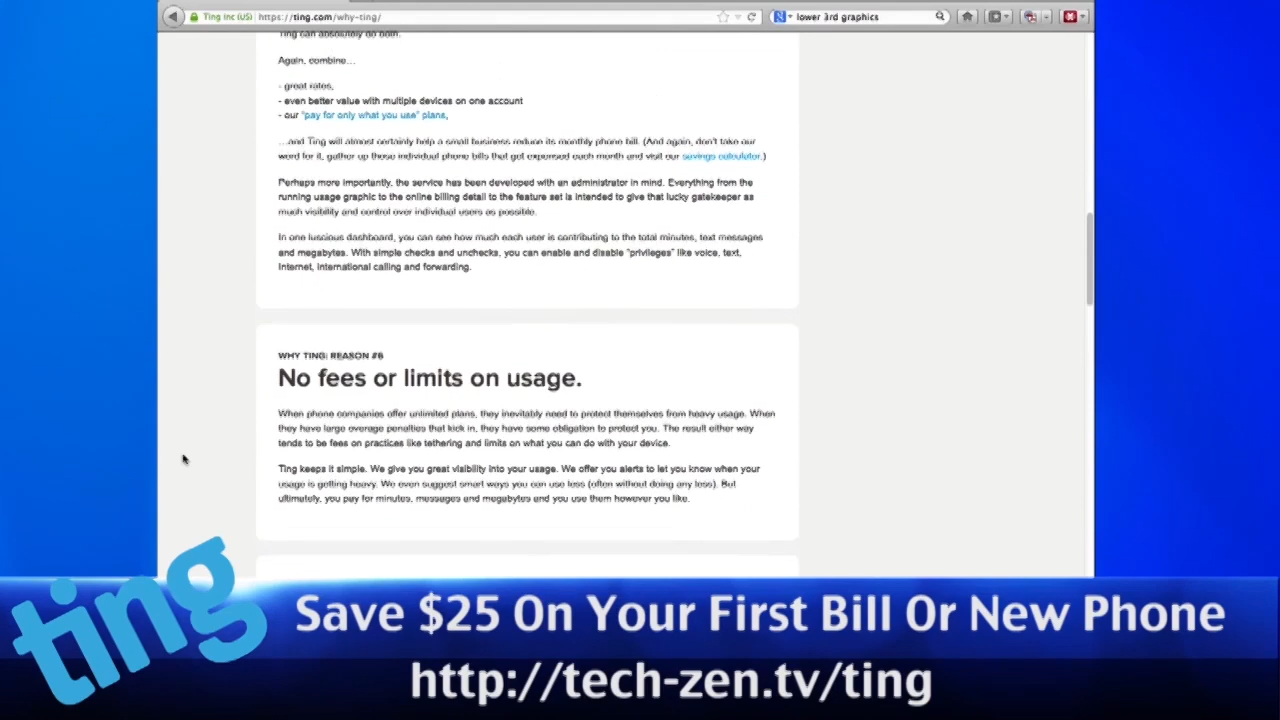 Ting Inc (US) https://ting.com/why-ting/ lower 3rd graphics
Ting can absolutely do both.
Again, combine…
- great rates,
- even better value with multiple devices on one account
- our "pay for only what you use" plans,
…and Ting will almost certainly help a small business reduce its monthly phone bill. (And again, don't take our
word for it, gather up those individual phone bills that get expensed each month and visit our savings calculator.)
Perhaps more importantly, the service has been developed with an administrator in mind. Everything from the
running usage graphic to the online billing detail to the feature set is intended to give that lucky gatekeeper as
much visibility and control over individual users as possible.
In one luscious dashboard, you can see how much each user is contributing to the total minutes, text messages
and megabytes. With simple checks and unchecks, you can enable and disable "privileges" like voice, text,
Internet, international calling and forwarding.
WHY TING: REASON #6
No fees or limits on usage.
When phone companies offer unlimited plans, they inevitably need to protect themselves from heavy usage. When
they have large overage penalties that kick in, they have some obligation to protect you. The result either way
tends to be fees on practices like tethering and limits on what you can do with your device.
Ting keeps it simple. We give you great visibility into your usage. We offer you alerts to let you know when your
usage is getting heavy. We even suggest smart ways you can use less (often without doing any less). But
ultimately, you pay for minutes, messages and megabytes and you use them however you like.
ting
Save $25 On Your First Bill Or New Phone
http://tech-zen.tv/ting